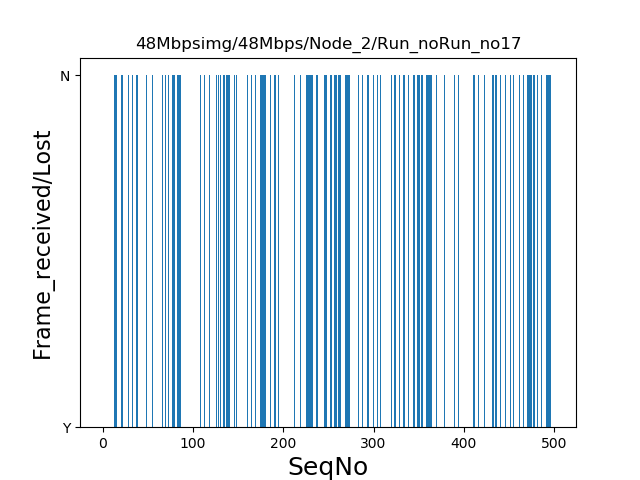 48Mbpsimg/48Mbps/Node_2/Run_noRun_no17
N
Frame_received/Lost
Y
0 100 200 300 400 500
SeqNo